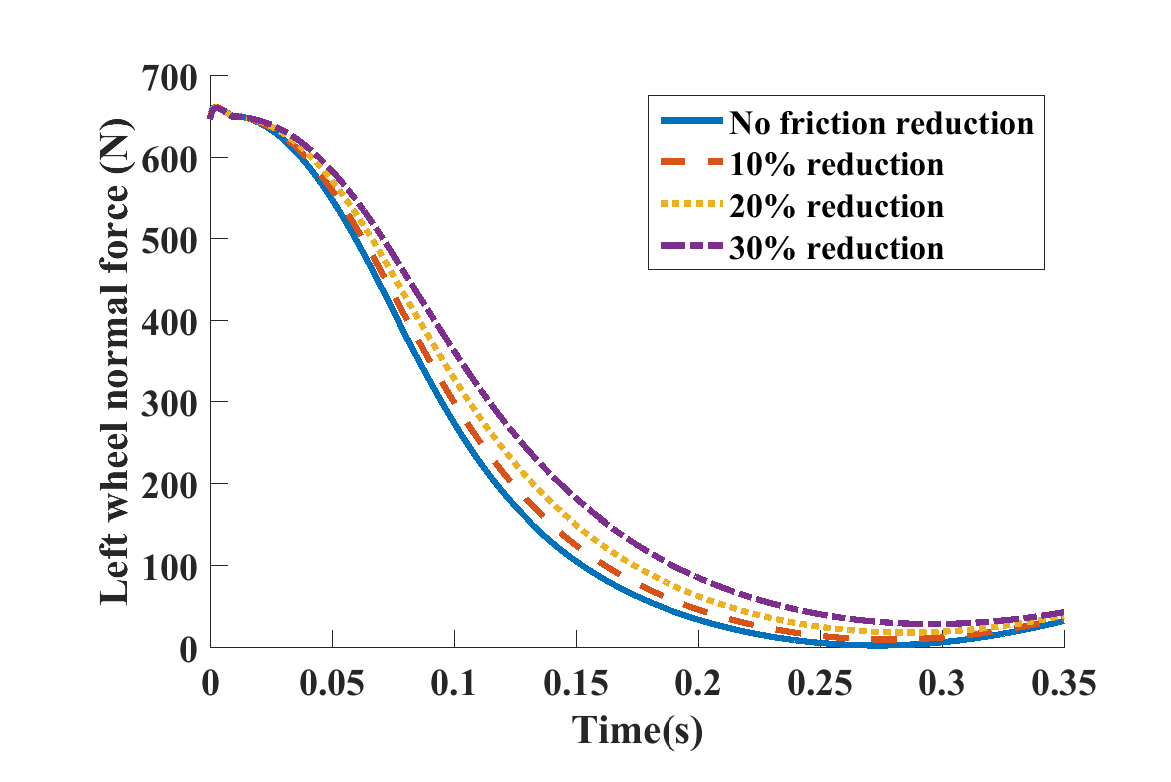 700
600
500
400
300
200
100
0
Left wheel normal force (N)
No friction reduction
10% reduction
20% reduction
30% reduction
0 0.05 0.1 0.15 0.2 0.25 0.3 0.35
Time(s)